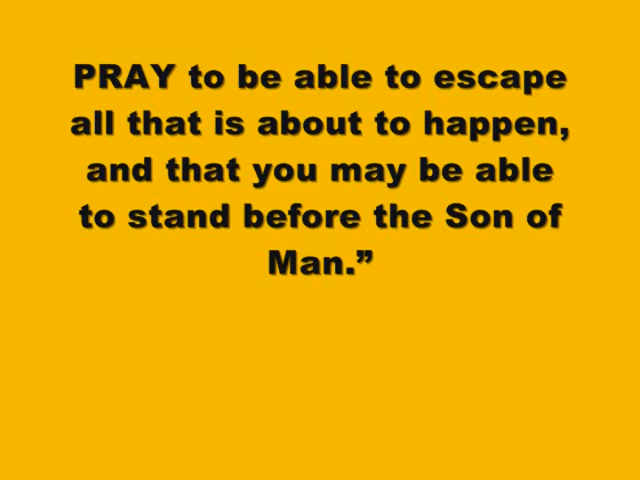 PRAY to be able to escape
all that is about to happen,
and that you may be able
to stand before the Son of
Man.”